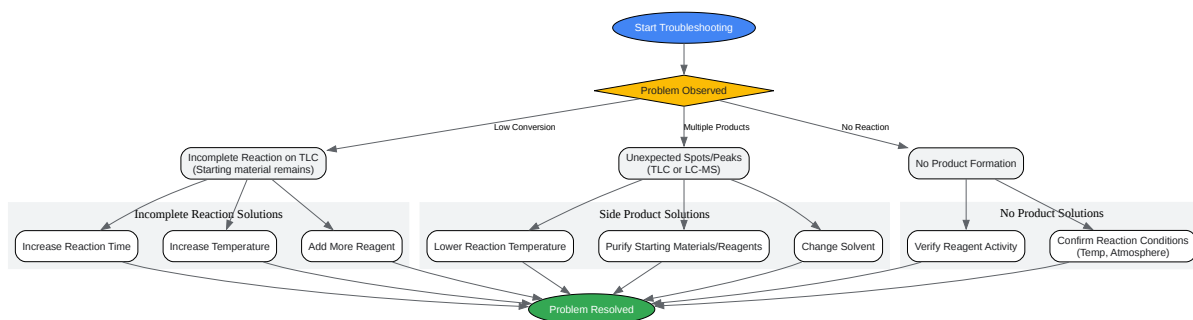 Start Troubleshooting
Problem Observed
Low Conversion
Multiple Products
No Reaction
Incomplete Reaction on TLC
(Starting material remains)
Unexpected Spots/Peaks
(TLC or LC-MS)
No Product Formation
Incomplete Reaction Solutions
Side Product Solutions
No Product Solutions
Increase Reaction Time
Increase Temperature
Add More Reagent
Lower Reaction Temperature
Purify Starting Materials/Reagents
Change Solvent
Verify Reagent Activity
Confirm Reaction Conditions
(Temp, Atmosphere)
Problem Resolved